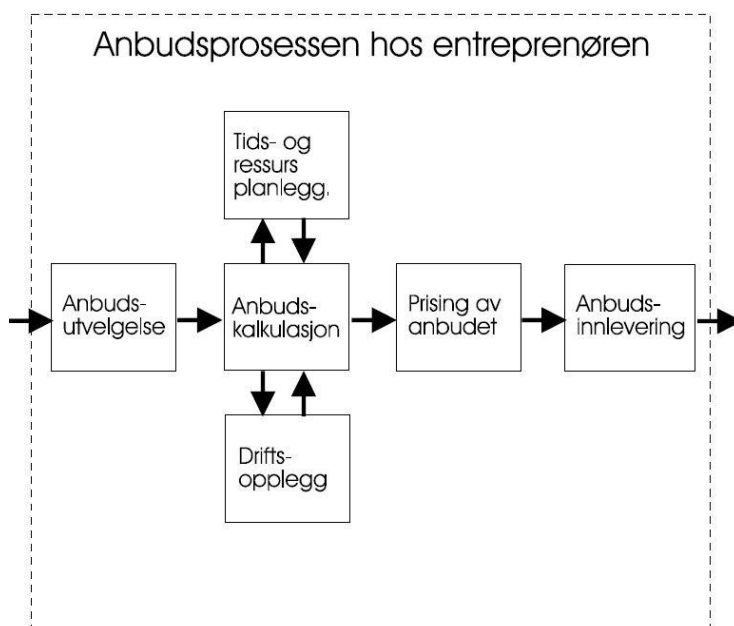 Anbudsprosessen hos entreprenøren
Tids- og
ressurs
planlegg.
Anbuds-
utvelgelse
Anbuds-
kalkulasjon
Prising av
anbudet
Anbuds-
innlevering
Drifts-
opplegg